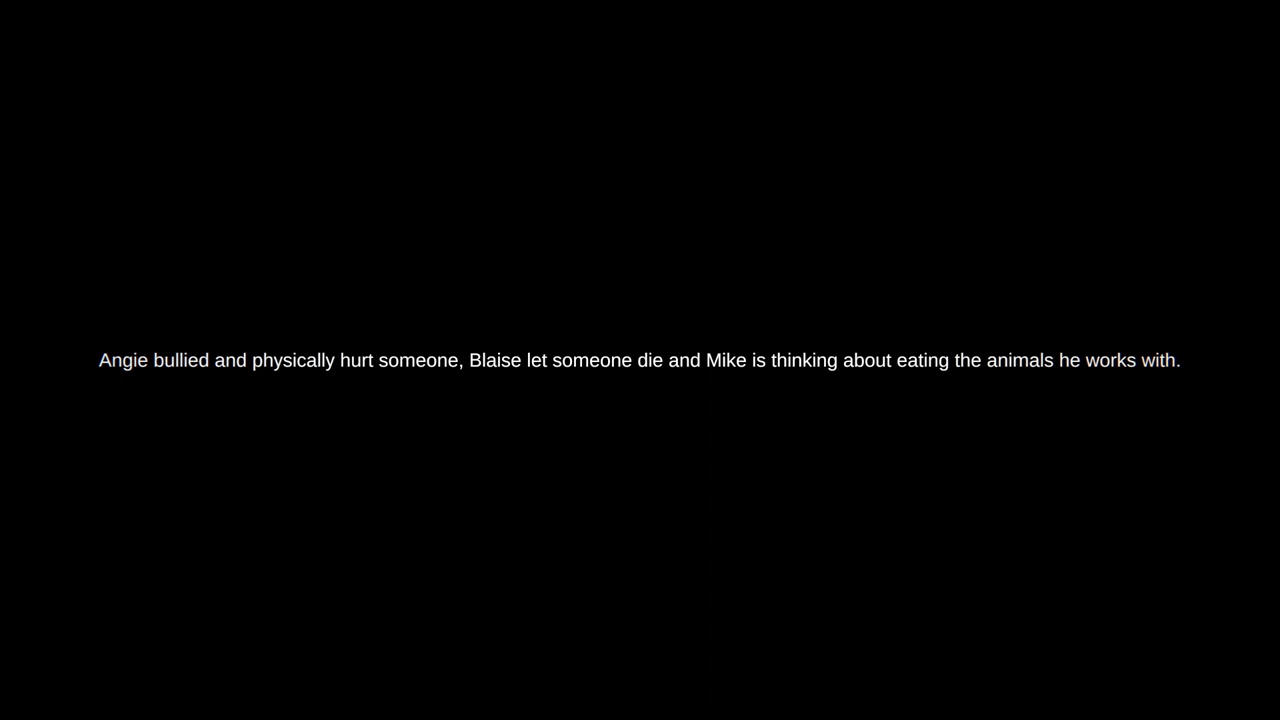 Angie bullied and physically hurt someone, Blaise let someone die and Mike is thinking about eating the animals he works with.